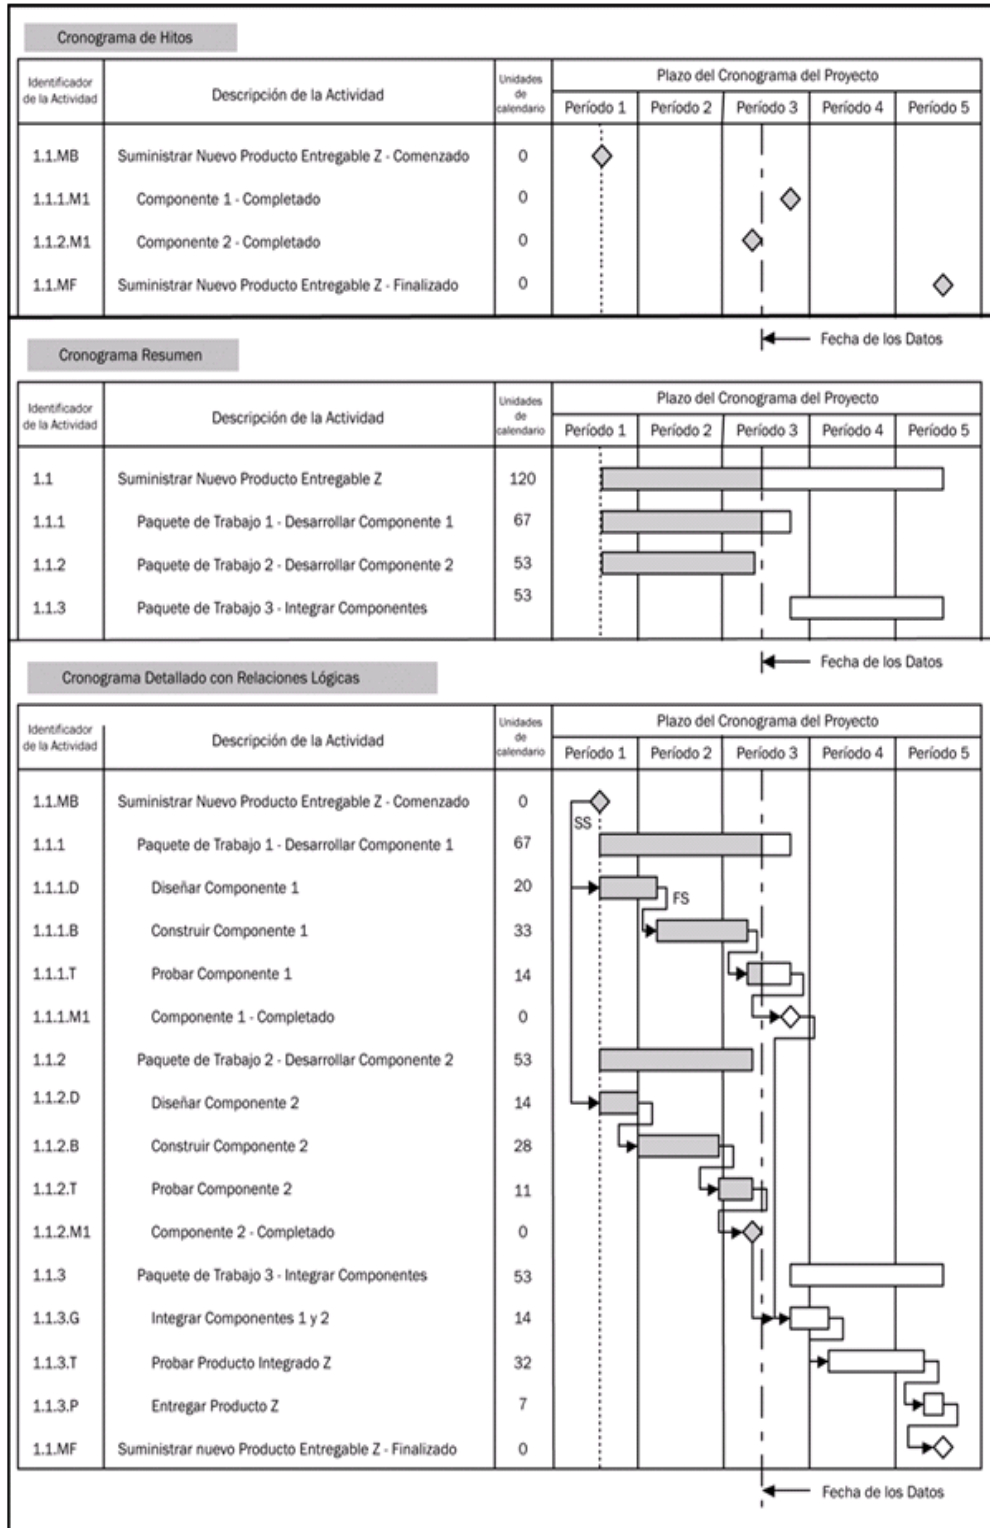 Cronograma de Hitos
Identificador
de la Actividad
Descripción de la Actividad
Unidades
de
calendario
Plazo del Cronograma del Proyecto
Período 1 Período 2 Período 3 Período 4 Período 5
1.1.MB Suministrar Nuevo Producto Entregable Z - Comenzado 0
1.1.1.M1 Componente 1 - Completado 0
1.1.2.M1 Componente 2 - Completado 0
1.1.MF Suministrar Nuevo Producto Entregable Z - Finalizado 0
Fecha de los Datos
Cronograma Resumen
Identificador
de la Actividad
Descripción de la Actividad
Unidades
de
calendario
Plazo del Cronograma del Proyecto
Período 1 Período 2 Período 3 Período 4 Período 5
1.1 Suministrar Nuevo Producto Entregable Z 120
1.1.1 Paquete de Trabajo 1 - Desarrollar Componente 1 67
1.1.2 Paquete de Trabajo 2 - Desarrollar Componente 2 53
1.1.3 Paquete de Trabajo 3 - Integrar Componentes 53
Fecha de los Datos
Cronograma Detallado con Relaciones Lógicas
Identificador
de la Actividad
Descripción de la Actividad
Unidades
de
calendario
Plazo del Cronograma del Proyecto
Período 1 Período 2 Período 3 Período 4 Período 5
1.1.MB Suministrar Nuevo Producto Entregable Z - Comenzado 0
SS
1.1.1 Paquete de Trabajo 1 - Desarrollar Componente 1 67
1.1.1.D Diseñar Componente 1 20
FS
1.1.1.B Construir Componente 1 33
1.1.1.T Probar Componente 1 14
1.1.1.M1 Componente 1 - Completado 0
1.1.2 Paquete de Trabajo 2 - Desarrollar Componente 2 53
1.1.2.D Diseñar Componente 2 14
1.1.2.B Construir Componente 2 28
1.1.2.T Probar Componente 2 11
1.1.2.M1 Componente 2 - Completado 0
1.1.3 Paquete de Trabajo 3 - Integrar Componentes 53
1.1.3.G Integrar Componentes 1 y 2 14
1.1.3.T Probar Producto Integrado Z 32
1.1.3.P Entregar Producto Z 7
1.1.MF Suministrar nuevo Producto Entregable Z - Finalizado 0
Fecha de los Datos